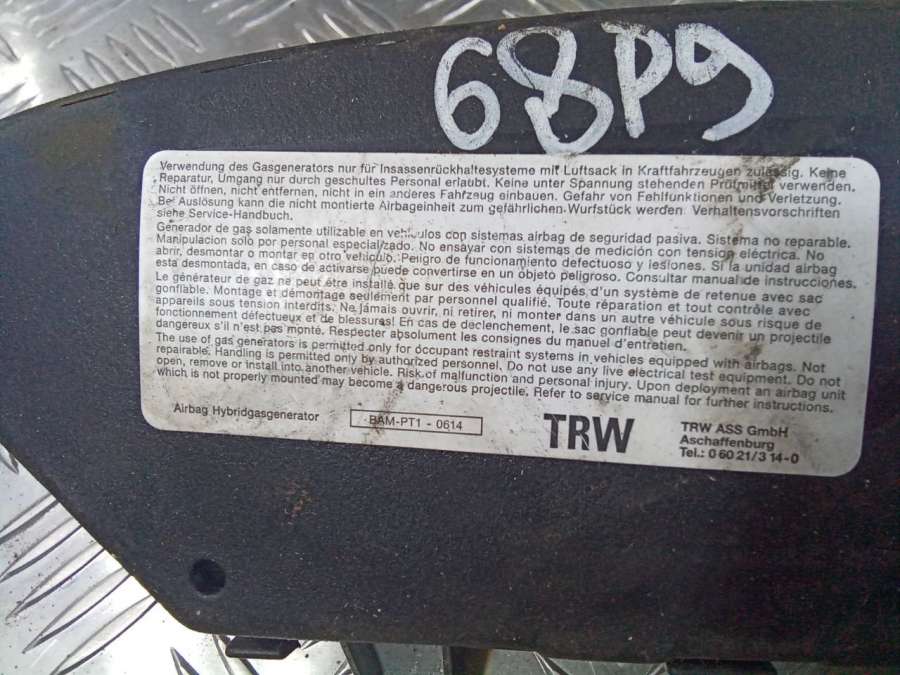 68P9
Verwendung des Gasgenerators nur für Insassenrückhaltesysteme mit Luftsack in Kraftfahrzeugen zulässig. Keine
Reparatur, Umgang nur durch geschultes Personal erlaubt. Keine unter Spannung stehenden Prüfmittel verwenden.
Nicht öffnen, nicht entfernen, nicht in ein anderes Fahrzeug einbauen. Gefahr von Fehlfunktionen und Verletzung.
Bei Auslösung kann die nicht montierte Airbageinheit zum gefährlichen Wurfstück werden. Verhaltensvorschriften
siehe Service-Handbuch.
Generador de gas solamente utilizable en vehículos con sistemas airbag de seguridad pasiva. Sistema no reparable.
Manipulacion solo por personal especializado. No ensayar con sistemas de medición con tensión eléctrica. No
abrir, desmontar o montar en otro vehículo. Peligro de funcionamiento defectuoso y lesiones. Si la unidad airbag
esta desmontada, en caso de activarse puede convertirse en un objeto peligroso. Consultar manual de instrucciones.
Le générateur de gaz ne peut être installé que sur des véhicules équipés d'un système de retenue avec sac
gonflable. Montage et démontage seulement par personnel qualifié. Toute réparation et tout contrôle avec
appareils sous tension interdits. Ne jamais ouvrir, ni retirer, ni monter dans un autre véhicule sous risque de
fonctionnement défectueux et de blessures! En cas de declenchement, le sac gonflable peut devenir un projectile
dangereux s'il n'est pas monté. Respecter absolument les consignes du manuel d'entretien.
The use of gas generators is permitted only for occupant restraint systems in vehicles equipped with airbags. Not
repairable. Handling is permitted only by authorized personnel. Do not use any live electrical test equipment. Do not
open, remove or install into another vehicle. Risk of malfunction and personal injury. Upon deployment an airbag unit
which is not properly mounted may become a dangerous projectile. Refer to service manual for further instructions.
Airbag Hybridgasgenerator
BAM-PT1 - 0614
TRW
TRW ASS GmbH
Aschaffenburg
Tel.: 0 60 21/3 14-0